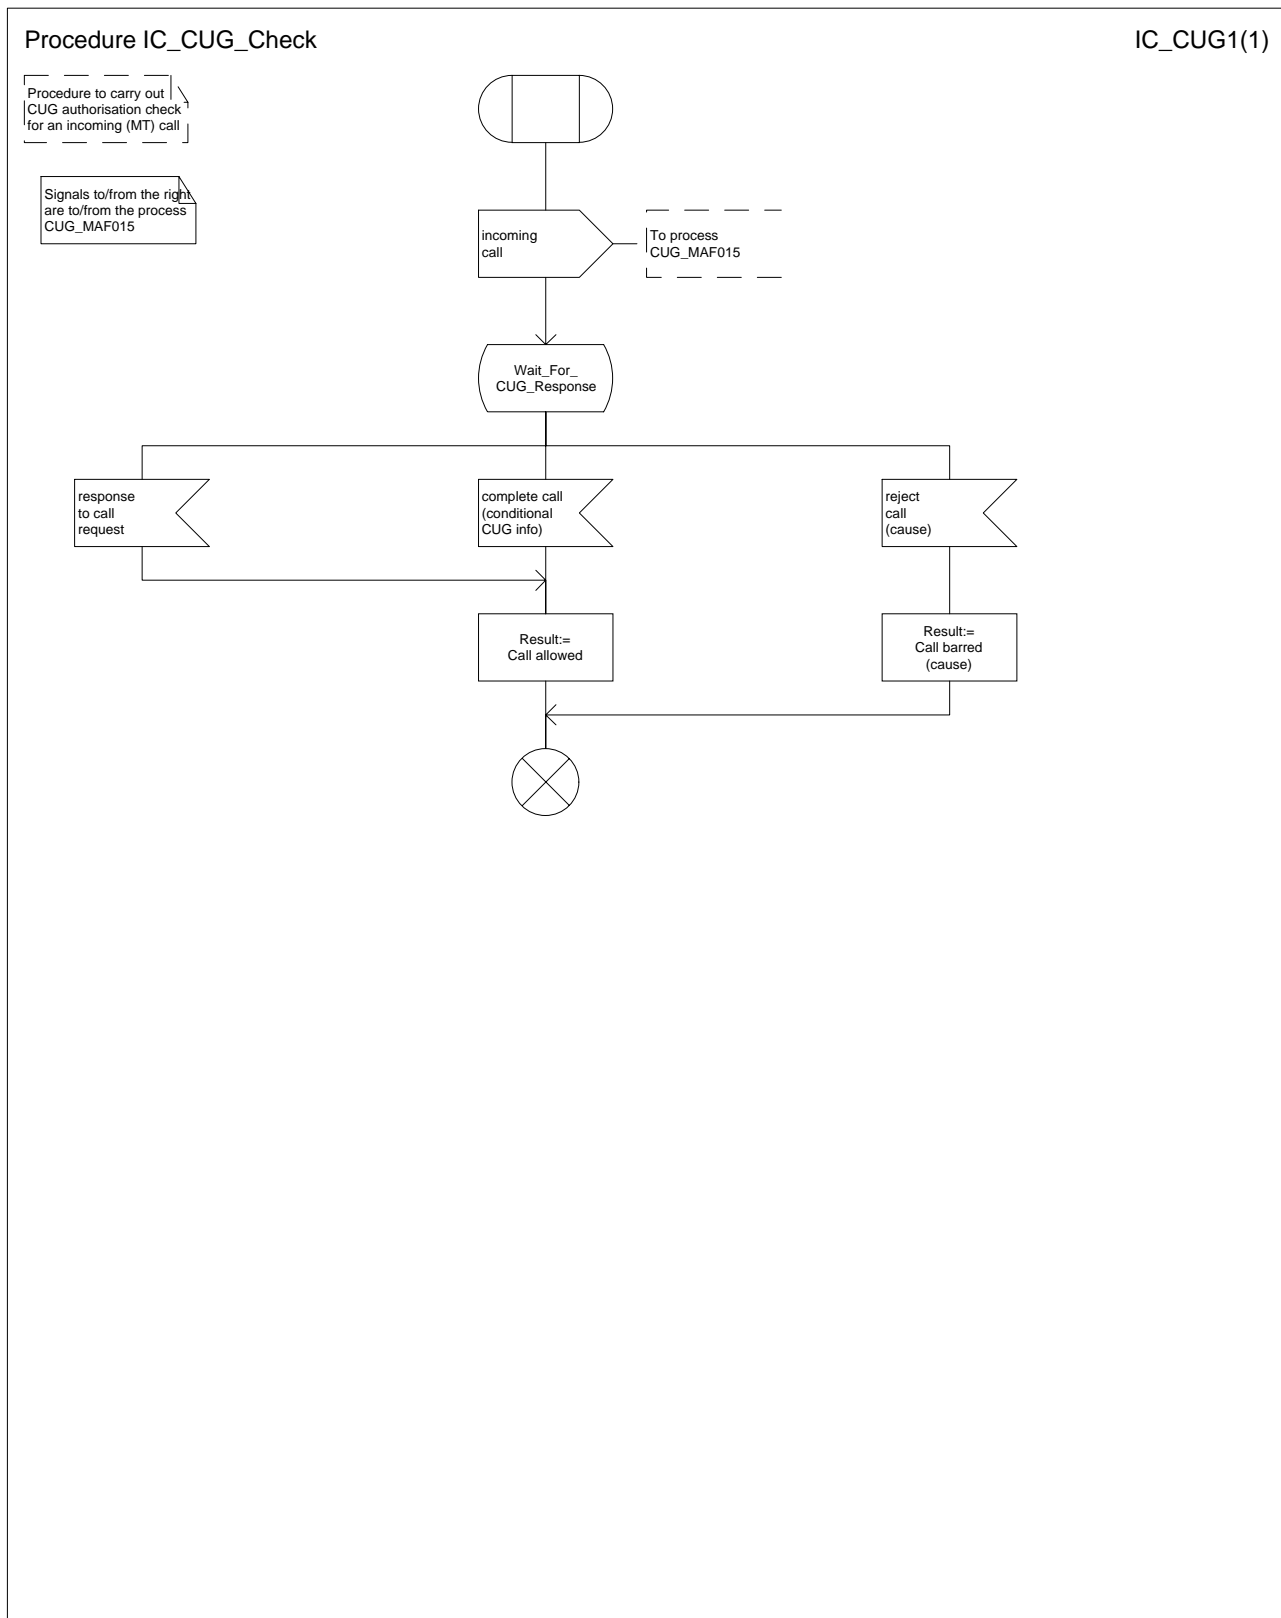 Procedure IC_CUG_Check
IC_CUG1(1)
Procedure to carry out
CUG authorisation check
for an incoming (MT) call
Signals to/from the right
are to/from the process
CUG_MAF015
incoming
call
To process
CUG_MAF015
Wait_For_
CUG_Response
response
to call
request
complete call
(conditional
CUG info)
reject
call
(cause)
Result:=
Call allowed
Result:=
Call barred
(cause)